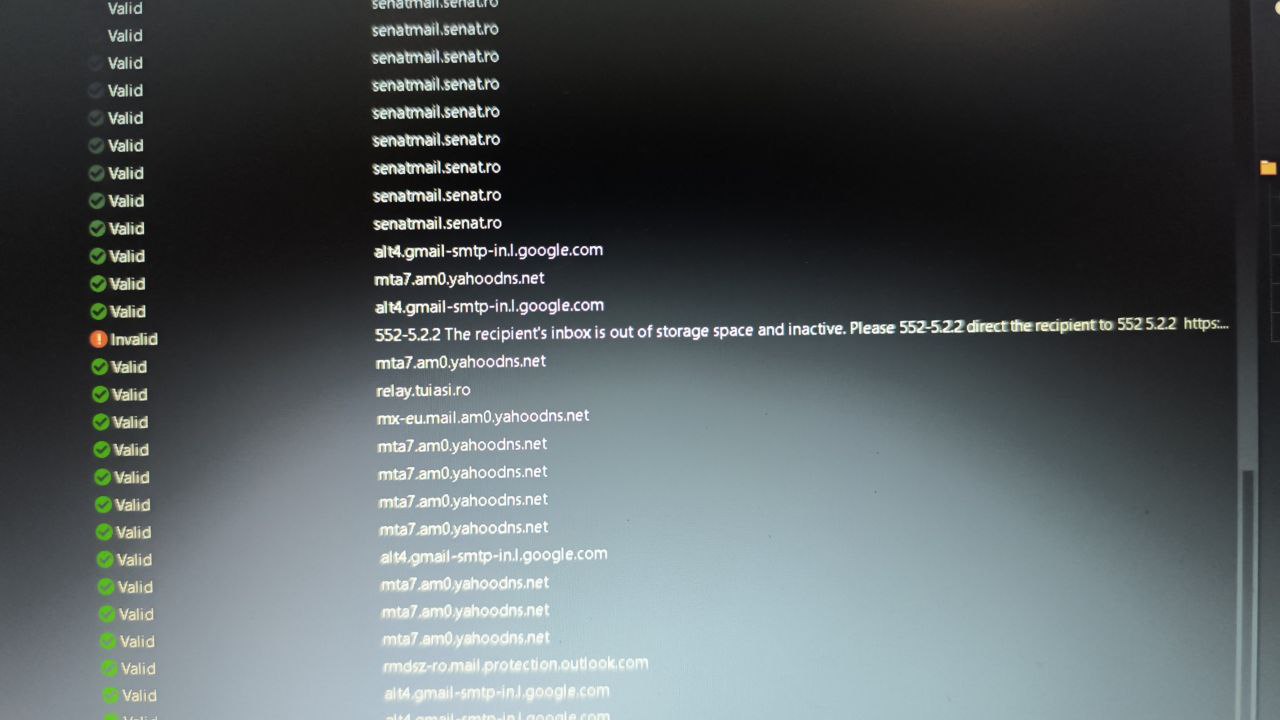 Valid senatmail.senat.ro
Valid senatmail.senat.ro
Valid senatmail.senat.ro
Valid senatmail.senat.ro
Valid senatmail.senat.ro
Valid senatmail.senat.ro
Valid senatmail.senat.ro
Valid senatmail.senat.ro
Valid senatmail.senat.ro
Valid alt4.gmail-smtp-in.l.google.com
Valid mta7.am0.yahoodns.net
Valid alt4.gmail-smtp-in.l.google.com
Invalid 552-5.2.2 The recipient's inbox is out of storage space and inactive. Please 552-5.2.2 direct the recipient to 552 5.2.2 https:...
Valid mta7.am0.yahoodns.net
Valid relay.tuiasi.ro
Valid mx-eu.mail.am0.yahoodns.net
Valid mta7.am0.yahoodns.net
Valid mta7.am0.yahoodns.net
Valid mta7.am0.yahoodns.net
Valid mta7.am0.yahoodns.net
Valid alt4.gmail-smtp-in.l.google.com
Valid mta7.am0.yahoodns.net
Valid mta7.am0.yahoodns.net
Valid mta7.am0.yahoodns.net
Valid rmdsz-ro.mail.protection.outlook.com
Valid alt4.gmail-smtp-in.l.google.com
Valid alt4.gmail-smtp-in.l.google.com